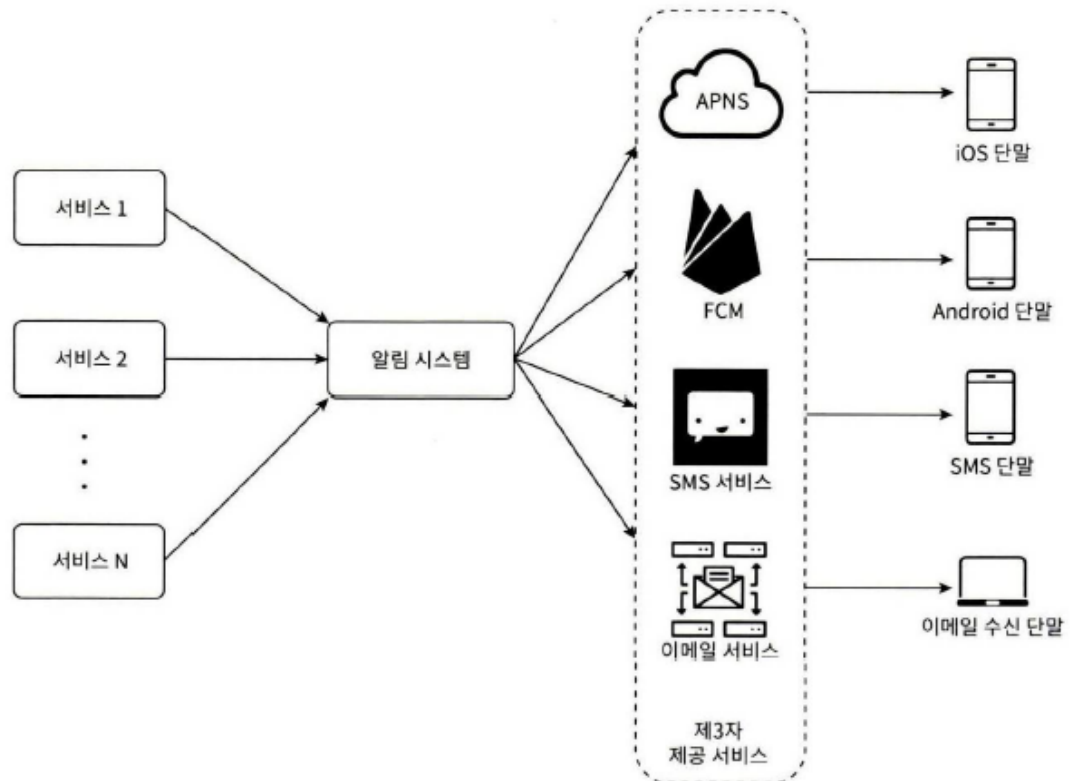 서비스 1
서비스 2
서비스 N
알림 시스템
APNS
FCM
SMS 서비스
이메일 서비스
제3자
제공 서비스
iOS 단말
Android 단말
SMS 단말
이메일 수신 단말